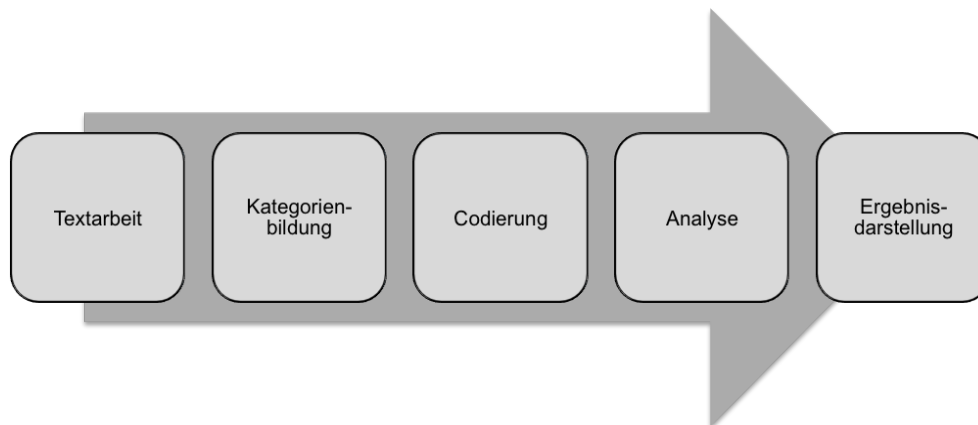 Textarbeit
Kategorien-
bildung
Codierung
Analyse
Ergebnis-
darstellung